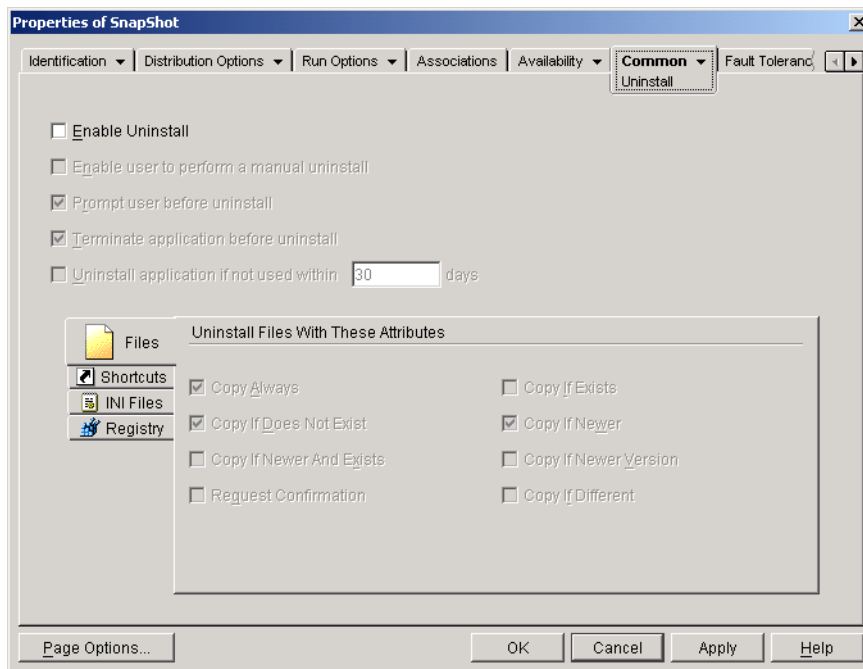 Properties of SnapShot
Identification
Distribution Options
Run Options
Associations
Availability
Common
Uninstall
Fault Toleranc
Enable Uninstall
Enable user to perform a manual uninstall
Prompt user before uninstall
Terminate application before uninstall
Uninstall application if not used within 30 days
Files
Shortcuts
INI Files
Registry
Uninstall Files With These Attributes
Copy Always
Copy If Exists
Copy If Does Not Exist
Copy If Newer
Copy If Newer And Exists
Copy If Newer Version
Request Confirmation
Copy If Different
Page Options...
OK
Cancel
Apply
Help